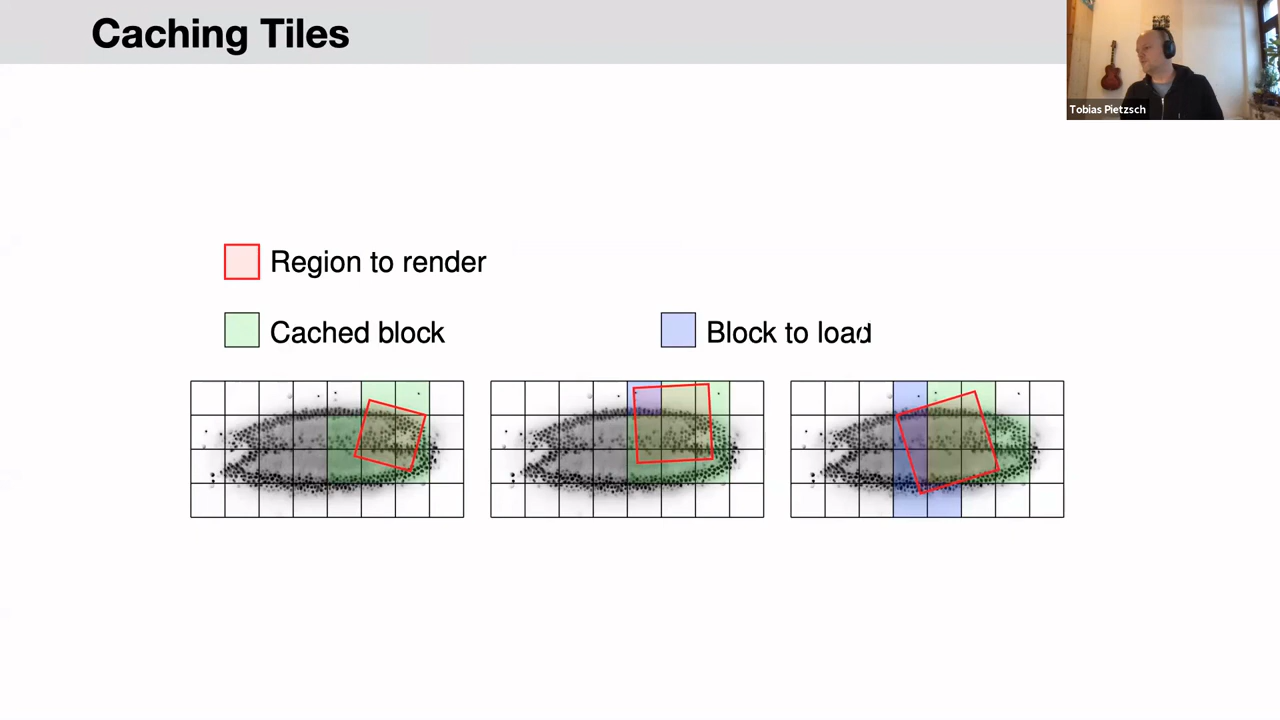 Caching Tiles
Tobias Pietzsch
Region to render
Cached block
Block to load